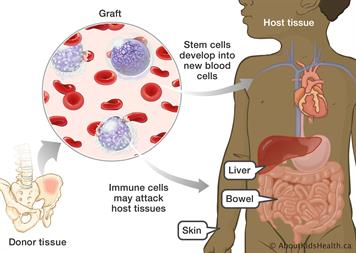 Graft
Host tissue
Stem cells
develop into
new blood
cells
Immune cells
may attack
host tissues
Liver
Bowel
Skin
Donor tissue
© AboutKidsHealth.ca